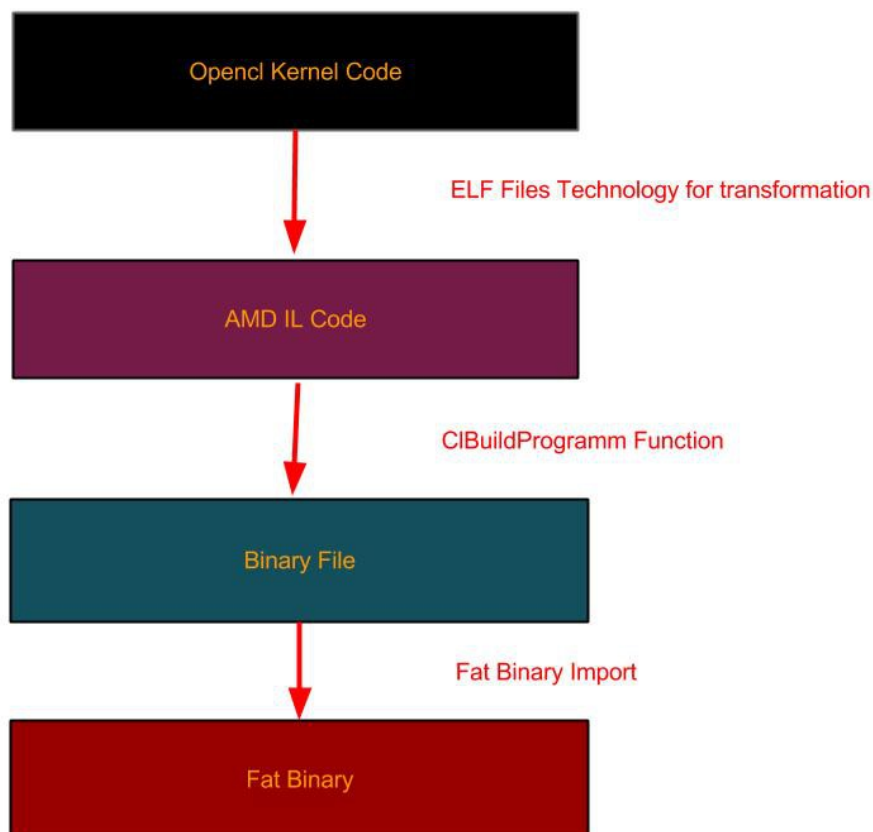 Opencl Kernel Code
ELF Files Technology for transformation
AMD IL Code
ClBuildProgramm Function
Binary File
Fat Binary Import
Fat Binary